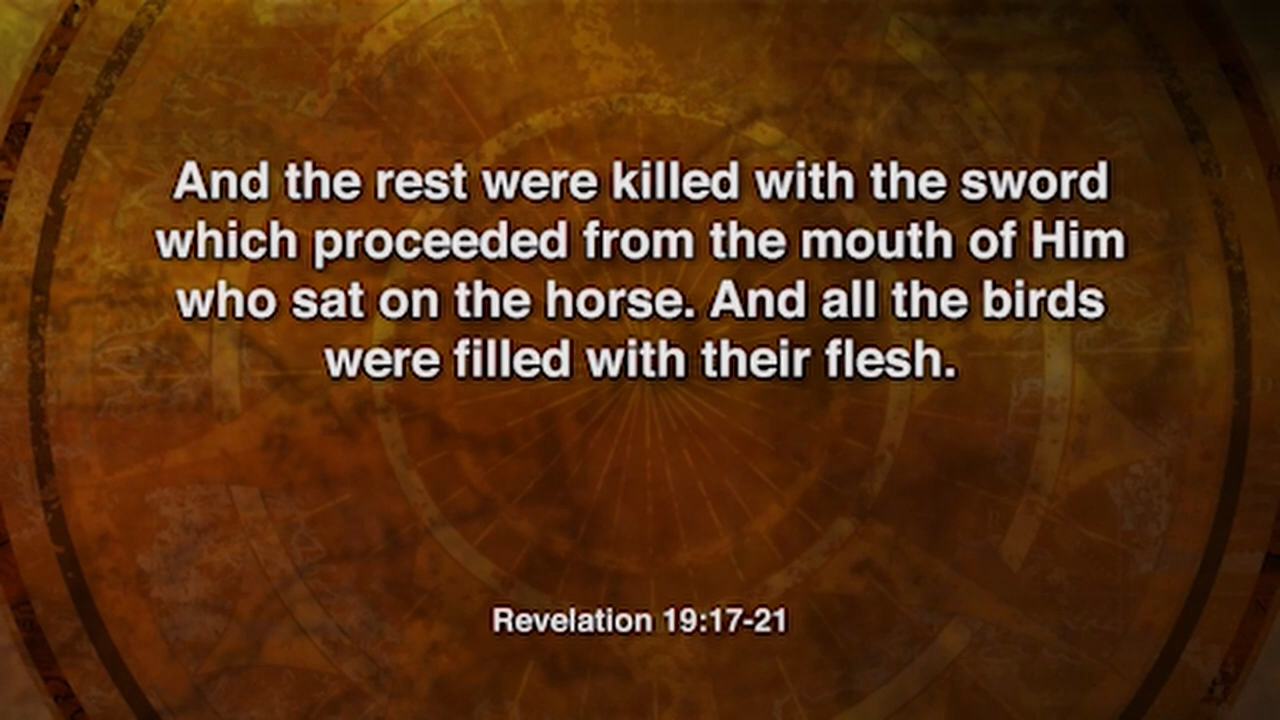 And the rest were killed with the sword
which proceeded from the mouth of Him
who sat on the horse. And all the birds
were filled with their flesh.
Revelation 19:17-21